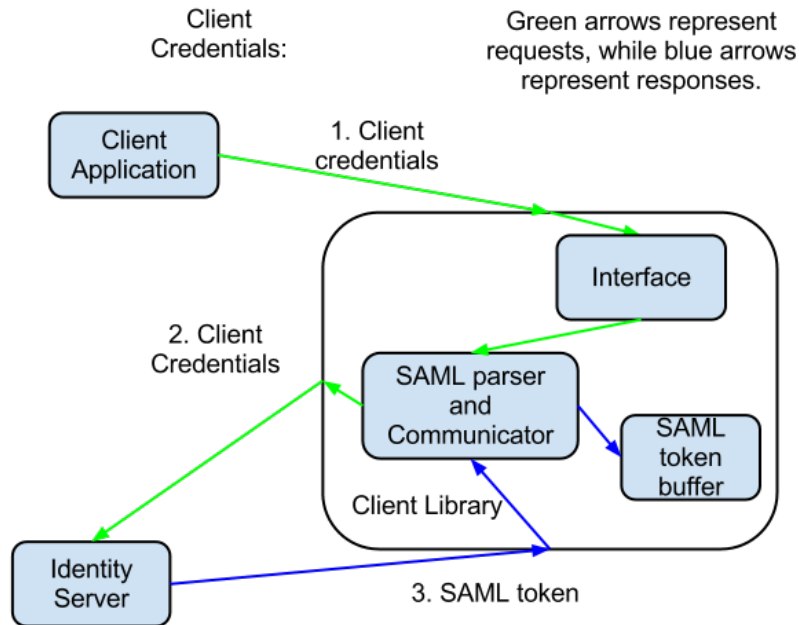 Client
Credentials:
Green arrows represent
requests, while blue arrows
represent responses.
Client
Application
1. Client
credentials
Interface
2. Client
Credentials
SAML parser
and
Communicator
SAML
token
buffer
Client Library
Identity
Server
3. SAML token